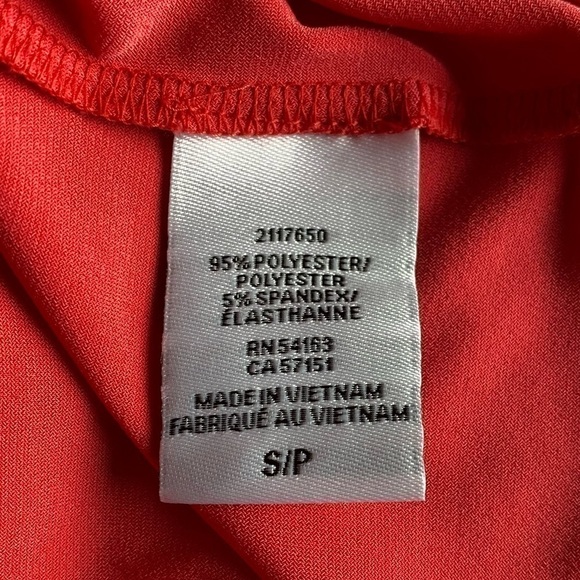 2117650
95% POLYESTER/
POLYESTER
5% SPANDEX/
ÉLASTHANNE
RN 54163
CA 57151
MADE IN VIETNAM
FABRIQUÉ AU VIETNAM
S/P